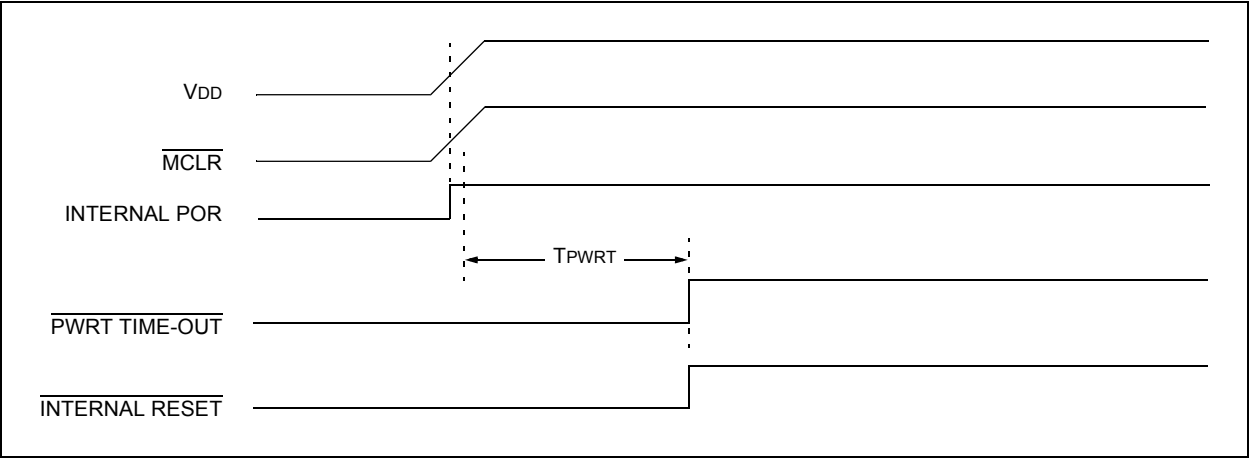 VDD
MCLR
INTERNAL POR
TPWRT
PWRT TIME-OUT
INTERNAL RESET